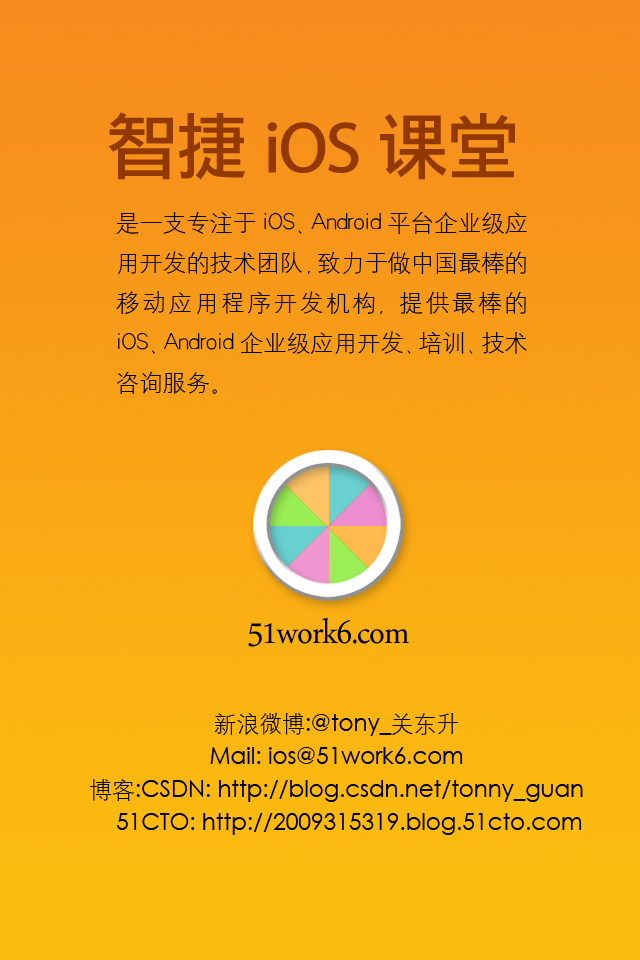 智捷 iOS 课堂
是一支专注于 iOS、Android 平台企业级应
用开发的技术团队, 致力于做中国最棒的
移动应用程序开发机构, 提供最棒的
iOS、Android 企业级应用开发、培训、技术
咨询服务。
51work6.com
新浪微博:@tony_关东升
Mail: ios@51work6.com
博客:CSDN: http://blog.csdn.net/tonny_guan
51CTO: http://2009315319.blog.51cto.com